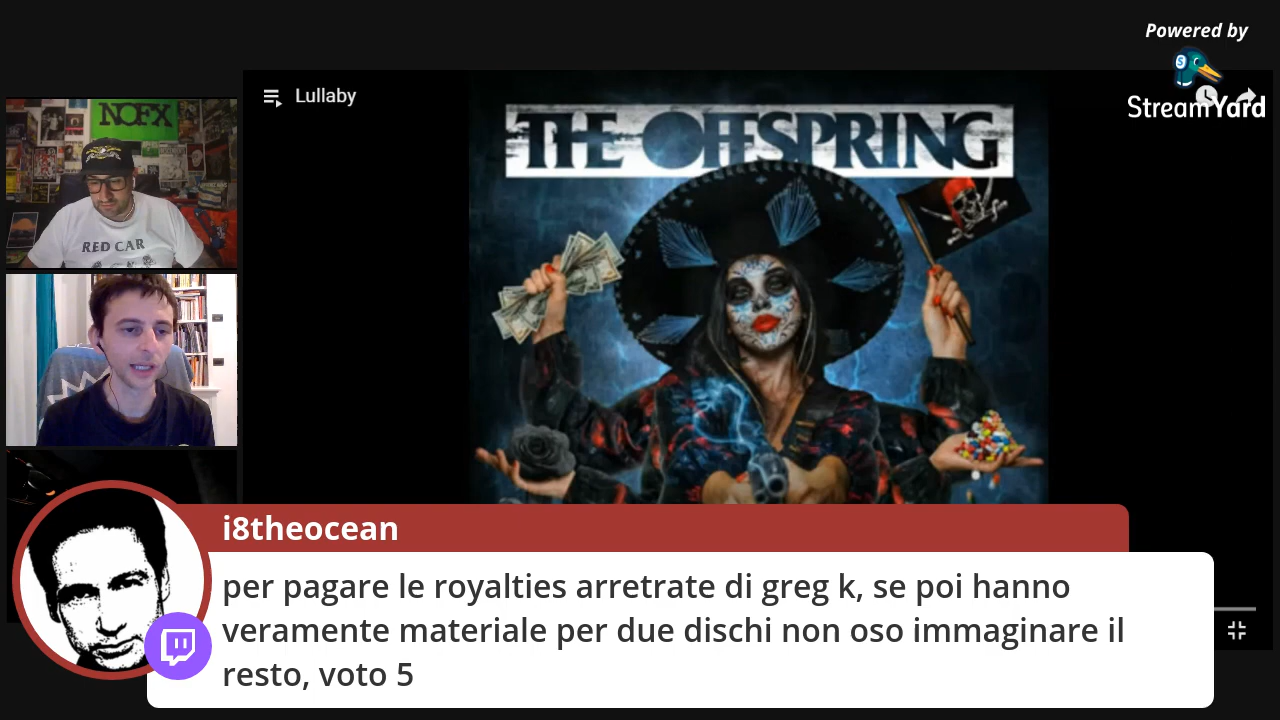 Powered by
StreamYard
Lullaby
THE OFFSPRING
NOFX
RED CAR
i8theocean
per pagare le royalties arretrate di greg k, se poi hanno
veramente materiale per due dischi non oso immaginare il
resto, voto 5